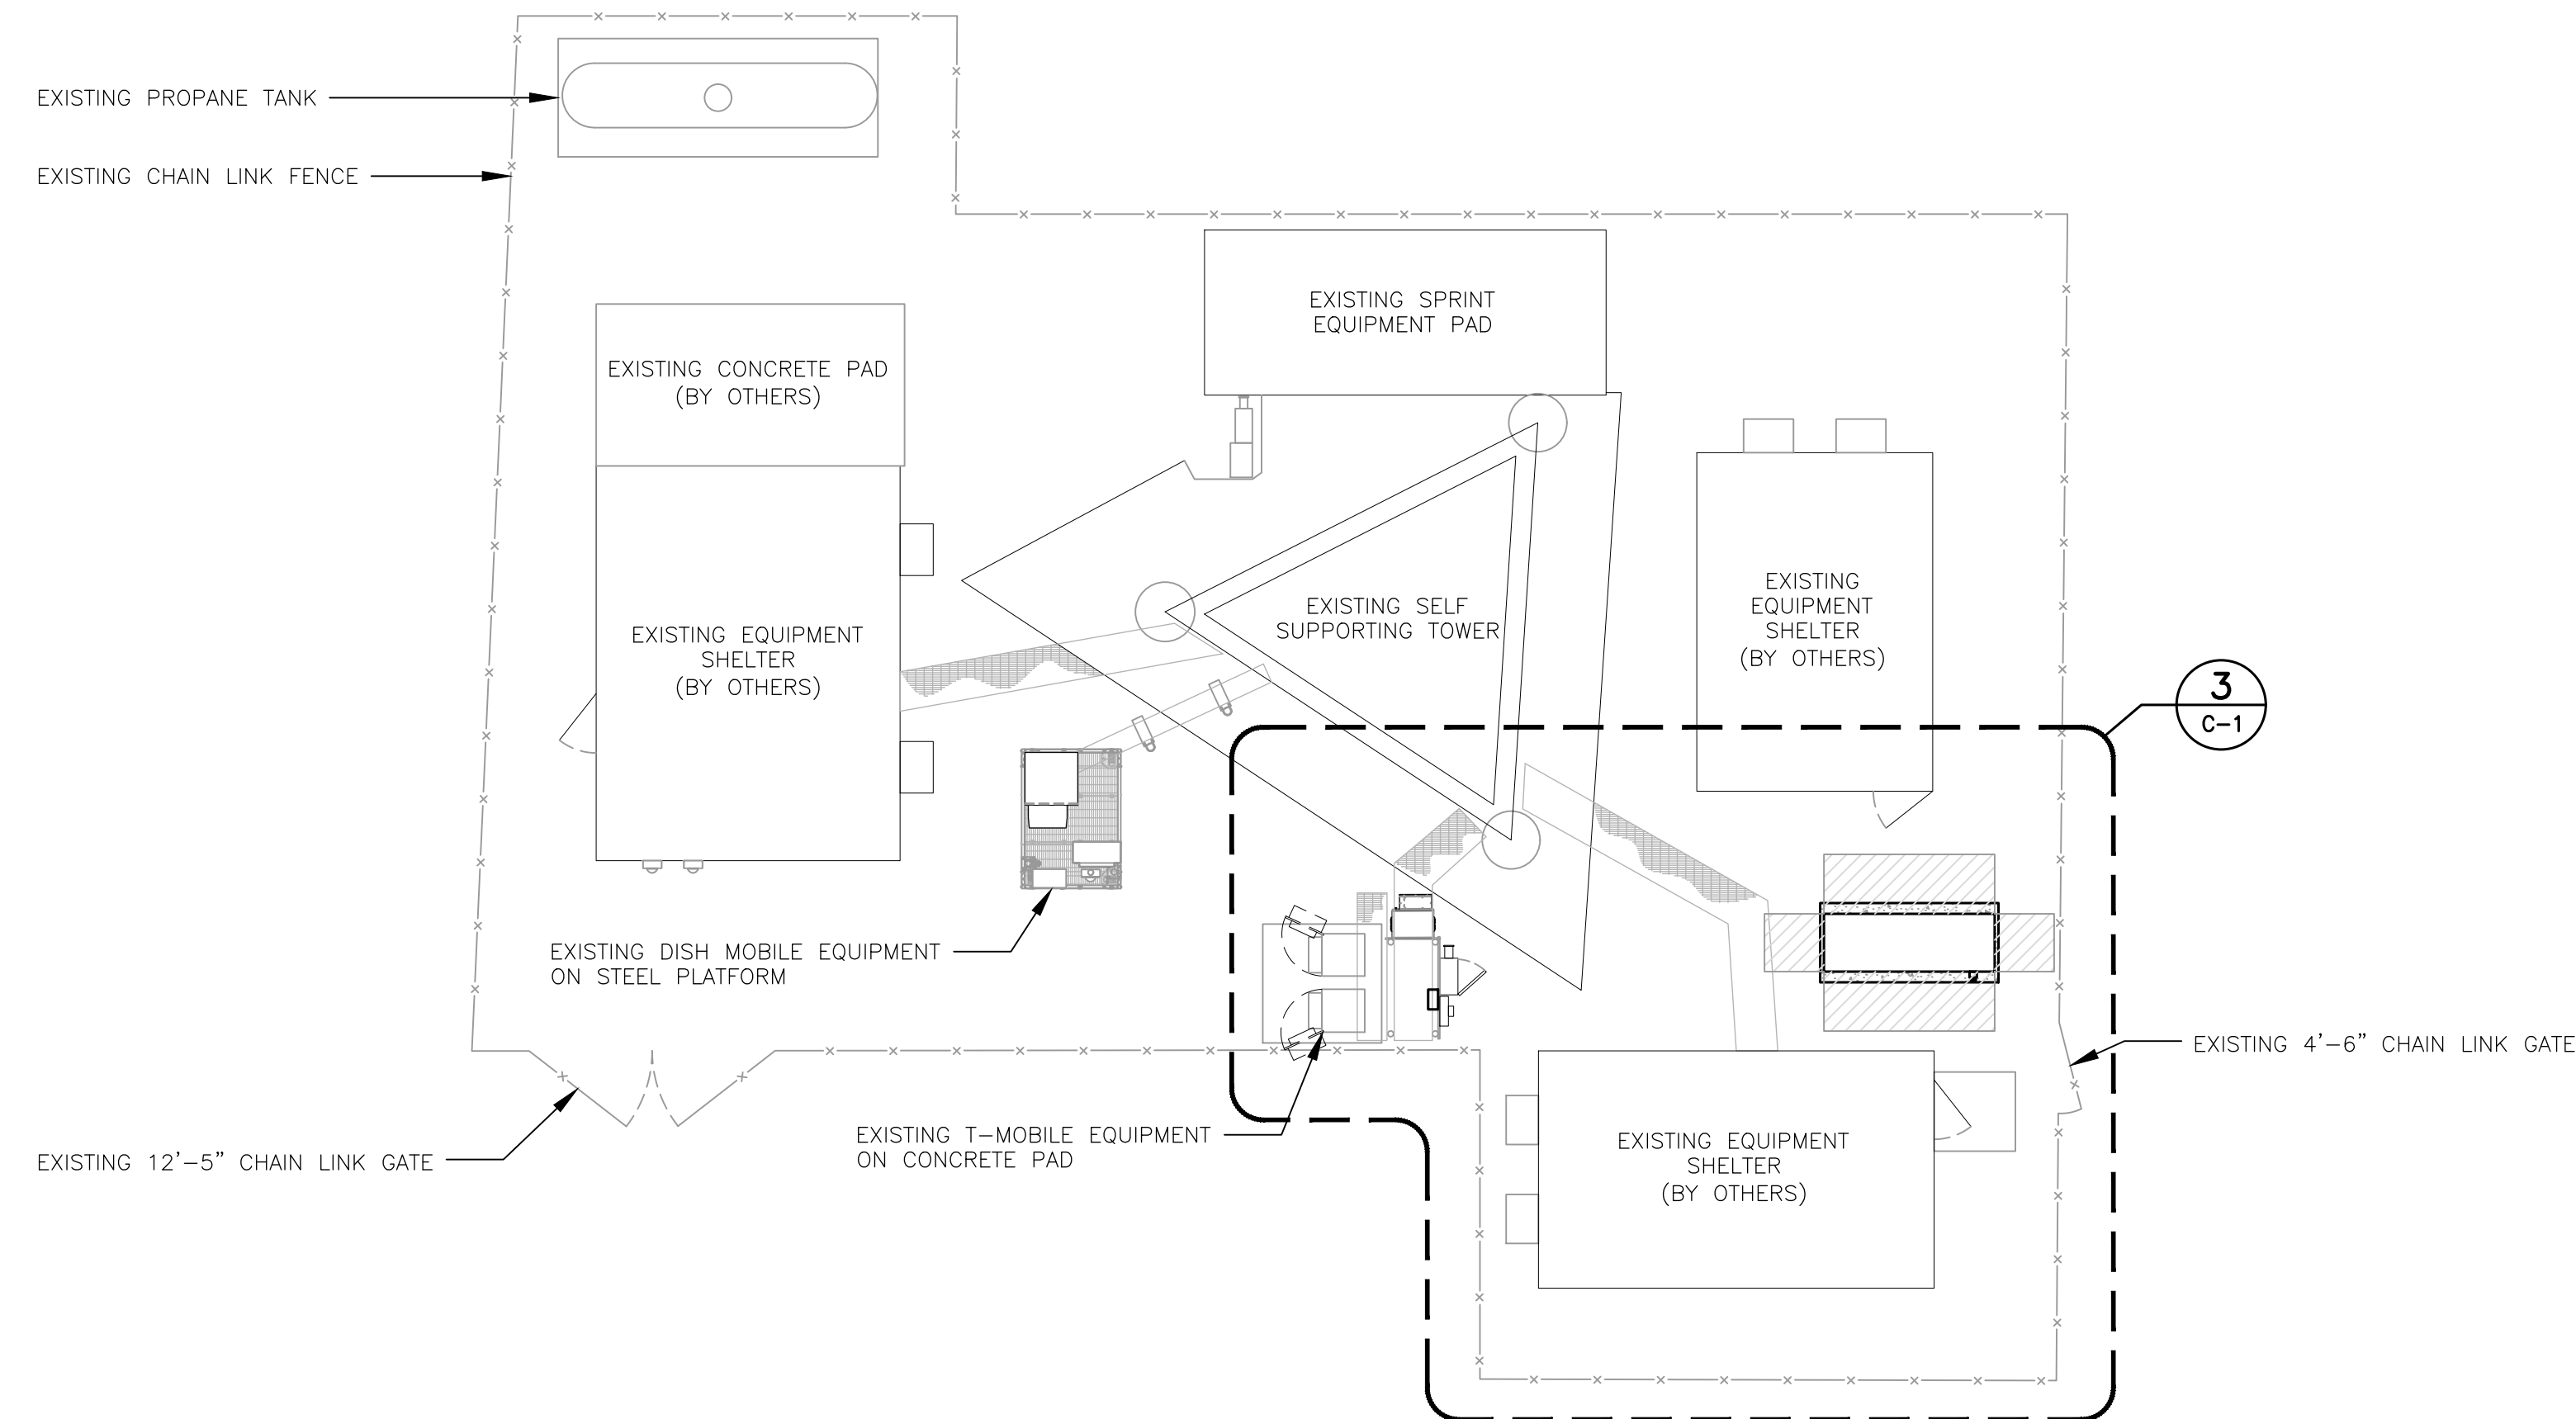 EXISTING PROPANE TANK
EXISTING CHAIN LINK FENCE
EXISTING SPRINT
EQUIPMENT PAD
EXISTING CONCRETE PAD
(BY OTHERS)
EXISTING EQUIPMENT
SHELTER
(BY OTHERS)
EXISTING SELF
SUPPORTING TOWER
EXISTING
EQUIPMENT
SHELTER
(BY OTHERS)
3
C-1
EXISTING DISH MOBILE EQUIPMENT
ON STEEL PLATFORM
EXISTING 4'-6" CHAIN LINK GATE
EXISTING T-MOBILE EQUIPMENT
ON CONCRETE PAD
EXISTING EQUIPMENT
SHELTER
(BY OTHERS)
EXISTING 12'-5" CHAIN LINK GATE